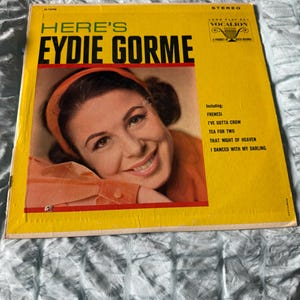 STEREO
VOCALION
HERE'S
EYDIE GORME
Including:
FRENESI
I'VE GOTTA CROW
TEA FOR TWO
THAT NIGHT OF HEAVEN
I DANCED WITH MY DARLING